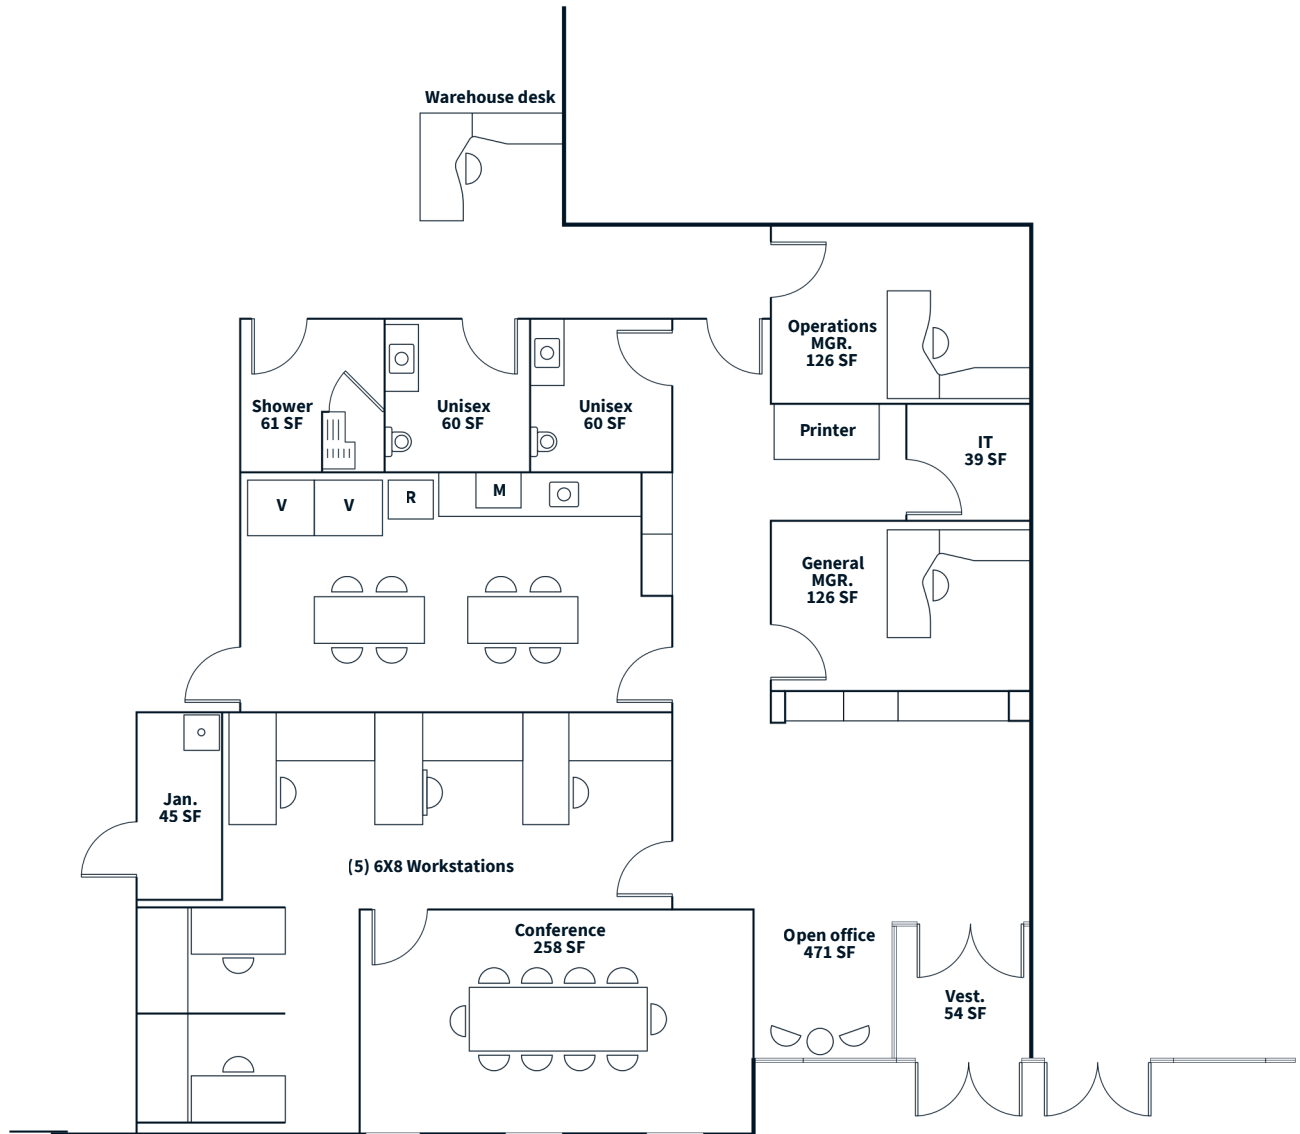 Warehouse desk
Operations
MGR.
126 SF
Shower
61 SF
Unisex
60 SF
Unisex
60 SF
Printer
IT
39 SF
V
V
R
M
General
MGR.
126 SF
Jan.
45 SF
(5) 6X8 Workstations
Conference
258 SF
Open office
471 SF
Vest.
54 SF